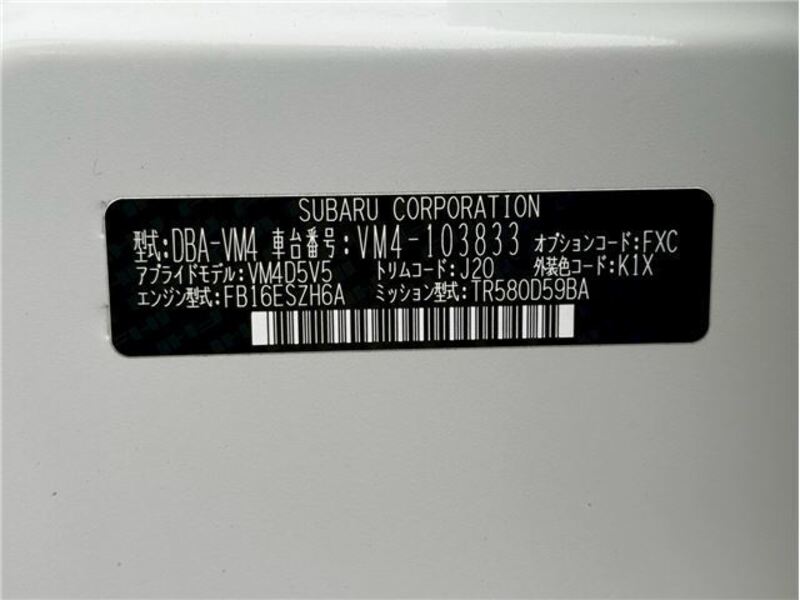 SUBARU CORPORATION
型式:DBA-VM4 車台番号:VM4-103833 オプションコード:FXC
アプライドモデル:VM4D5V5 トリムコード:J20 外装色コード:K1X
エンジン型式:FB16ESZH6A ミッション型式:TR580D59BA